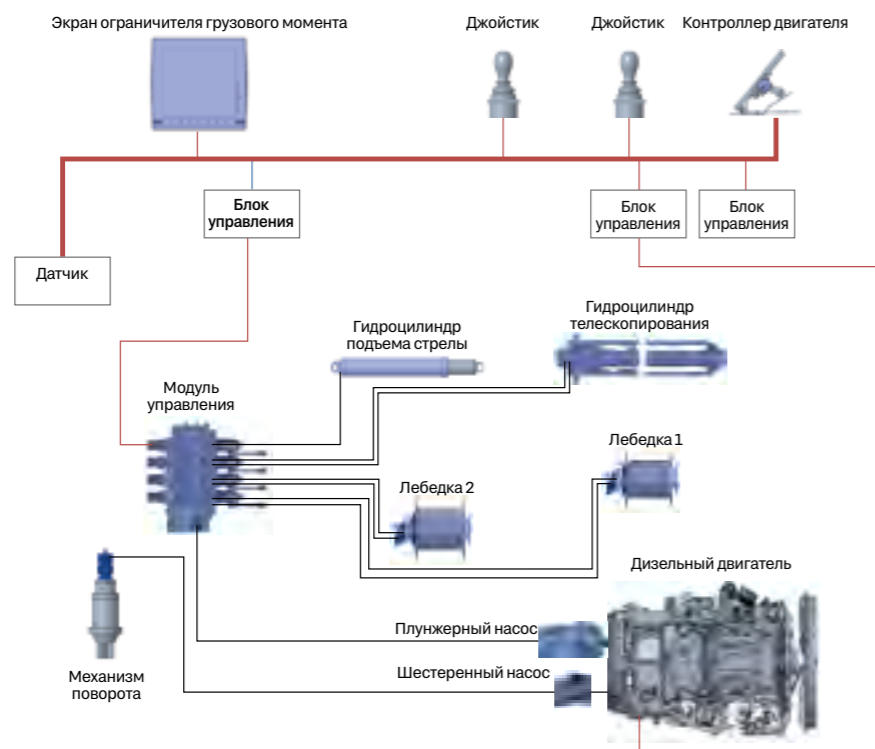 Экран ограничителя грузового момента
Джойстик
Джойстик
Контроллер двигателя
Блок
управления
Блок
управления
Блок
управления
Датчик
Гидроцилиндр
подъема стрелы
Гидроцилиндр
телескопирования
Модуль
управления
Лебедка 1
Лебедка 2
Дизельный двигатель
Плунжерный насос
Шестеренный насос
Механизм
поворота